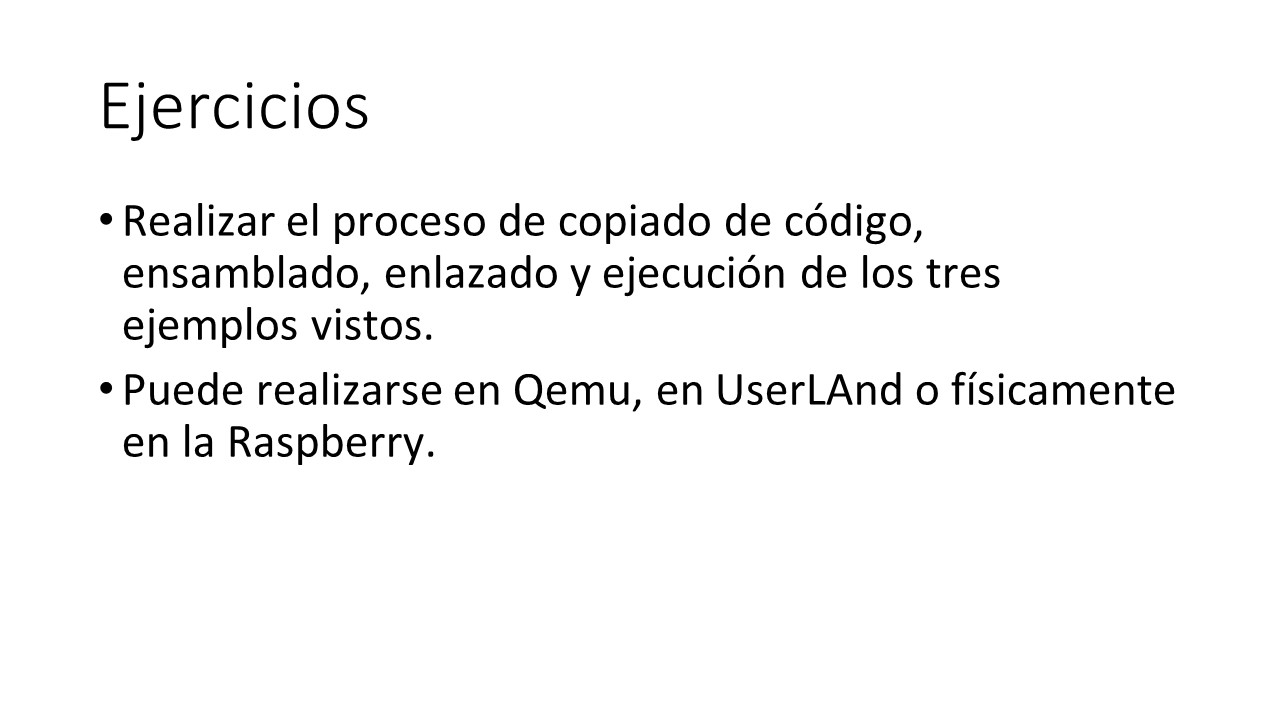 Ejercicios
• Realizar el proceso de copiado de código,
ensamblado, enlazado y ejecución de los tres
ejemplos vistos.
• Puede realizarse en Qemu, en UserLAnd o físicamente
en la Raspberry.